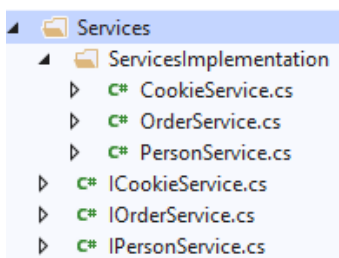 Services
ServicesImplementation
C# CookieService.cs
C# OrderService.cs
C# PersonService.cs
C# ICookieService.cs
C# IOrderService.cs
C# IPersonService.cs